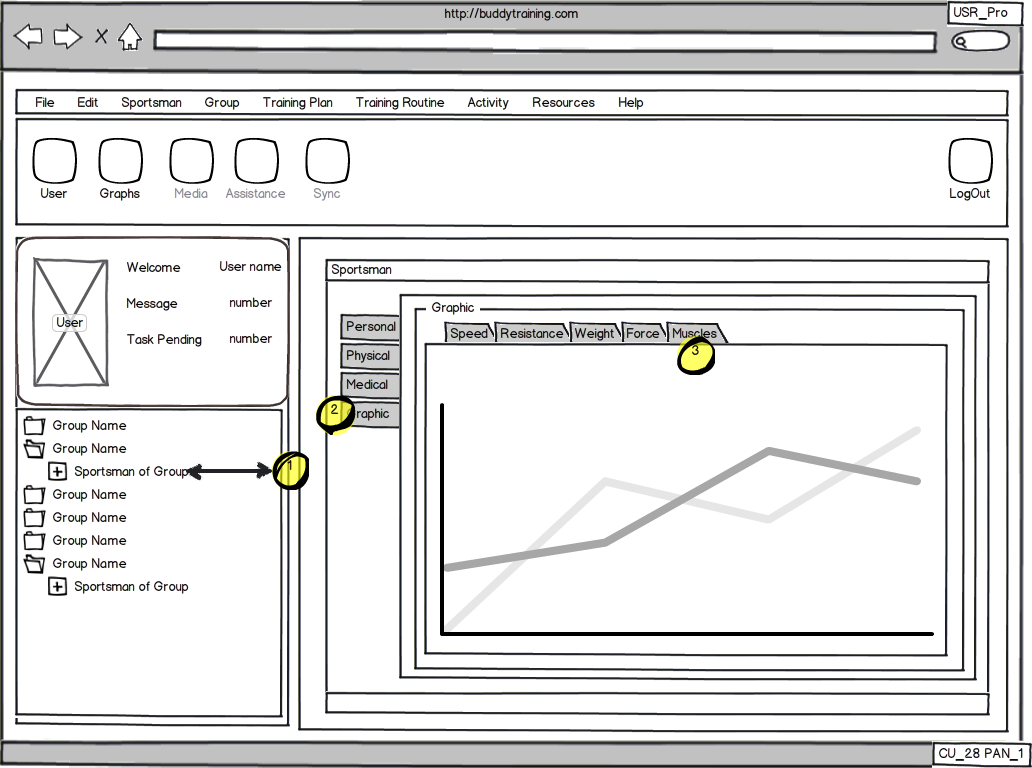 http://buddytraining.com
USR_Pro
File Edit Sportsman Group Training Plan Training Routine Activity Resources Help
User Graphs Media Assistance Sync LogOut
Welcome User name
Message number
User
Task Pending number
Group Name
Group Name
Sportsman of Group
1
Group Name
Group Name
Group Name
Group Name
Sportsman of Group
Sportsman
Graphic
Personal
Physical
Medical
2
Graphic
Speed Resistance Weight Force Muscles
3
CU_28 PAN_1